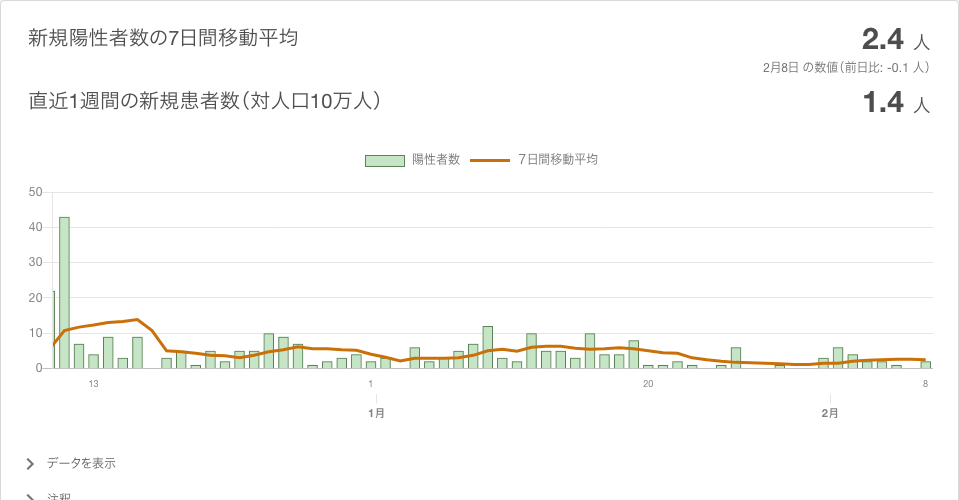 新規陽性者数の7日間移動平均
2.4 人
2月8日 の数値（前日比: -0.1 人）
直近1週間の新規患者数（対人口10万人）
1.4 人
陽性者数 7日間移動平均
50
40
30
20
10
0
13 1 20 8
1月 2月
データを表示
注釈